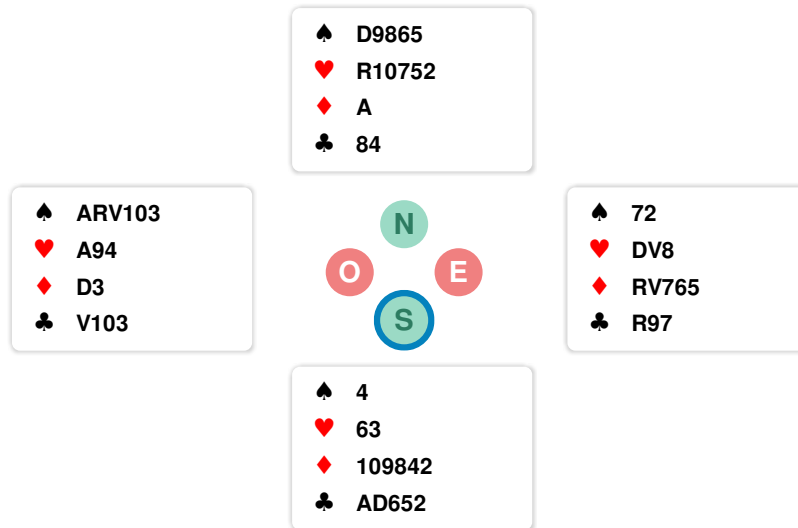 ♠ D9865
♥ R10752
♦ A
♣ 84
♠ ARV103
♥ A94
♦ D3
♣ V103
N
O E
S
♠ 72
♥ DV8
♦ RV765
♣ R97
♠ 4
♥ 63
♦ 109842
♣ AD652